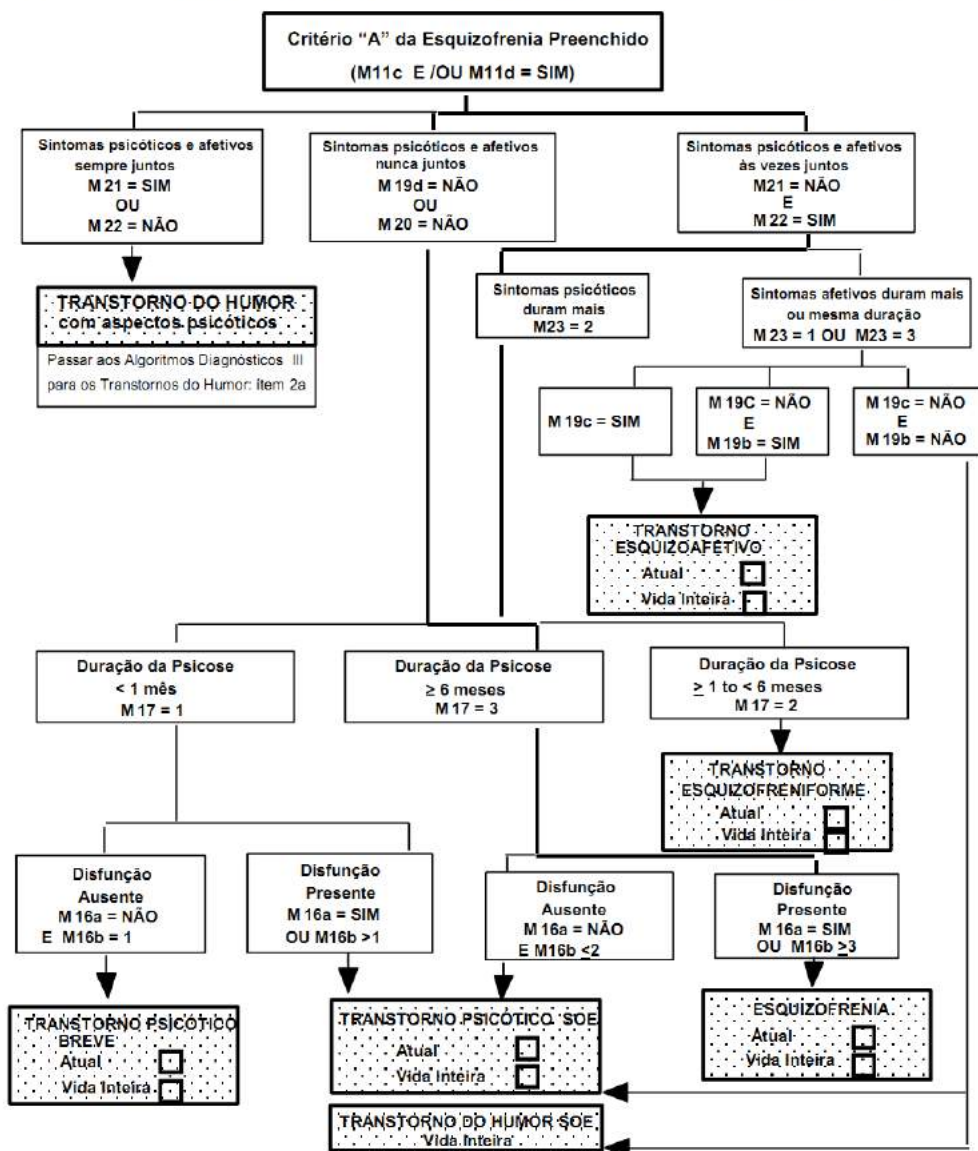 Critério “A” da Esquizofrenia Preenchido
(M11c E /OU M11d = SIM)
Sintomas psicóticos e afetivos
sempre juntos
M 21 = SIM
OU
M 22 = NÃO
Sintomas psicóticos e afetivos
nunca juntos
M 19d = NÃO
OU
M 20 = NÃO
Sintomas psicóticos e afetivos
às vezes juntos
M21 = NÃO
E
M 22 = SIM
TRANSTORNO DO HUMOR
com aspectos psicóticos
Passar aos Algoritmos Diagnósticos III
para os Transtornos do Humor: ítem 2a
Sintomas psicóticos
duram mais
M23 = 2
Sintomas afetivos duram mais
ou mesma duração
M 23 = 1 OU M23 = 3
M 19c = SIM
M 19C = NÃO
E
M 19b = SIM
M 19c = NÃO
E
M 19b = NÃO
TRANSTORNO
ESQUIZOAFETIVO
Atual
Vida Inteira
Duração da Psicose
< 1 mês
M 17 = 1
Duração da Psicose
≥ 6 meses
M 17 = 3
Duração da Psicose
≥ 1 to < 6 meses
M 17 = 2
TRANSTORNO
ESQUIZOFRENIFORME
Atual
Vida Inteira
Disfunção
Ausente
M 16a = NÃO
E M16b = 1
Disfunção
Presente
M 16a = SIM
OU M16b >1
Disfunção
Ausente
M 16a = NÃO
E M16b ≤2
Disfunção
Presente
M 16a = SIM
OU M16b ≥3
TRANSTORNO PSICÓTICO
BREVE
Atual
Vida Inteira
TRANSTORNO PSICÓTICO SOE
Atual
Vida Inteira
ESQUIZOFRENIA
Atual
Vida Inteira
TRANSTORNO DO HUMOR SOE
Vida Inteira